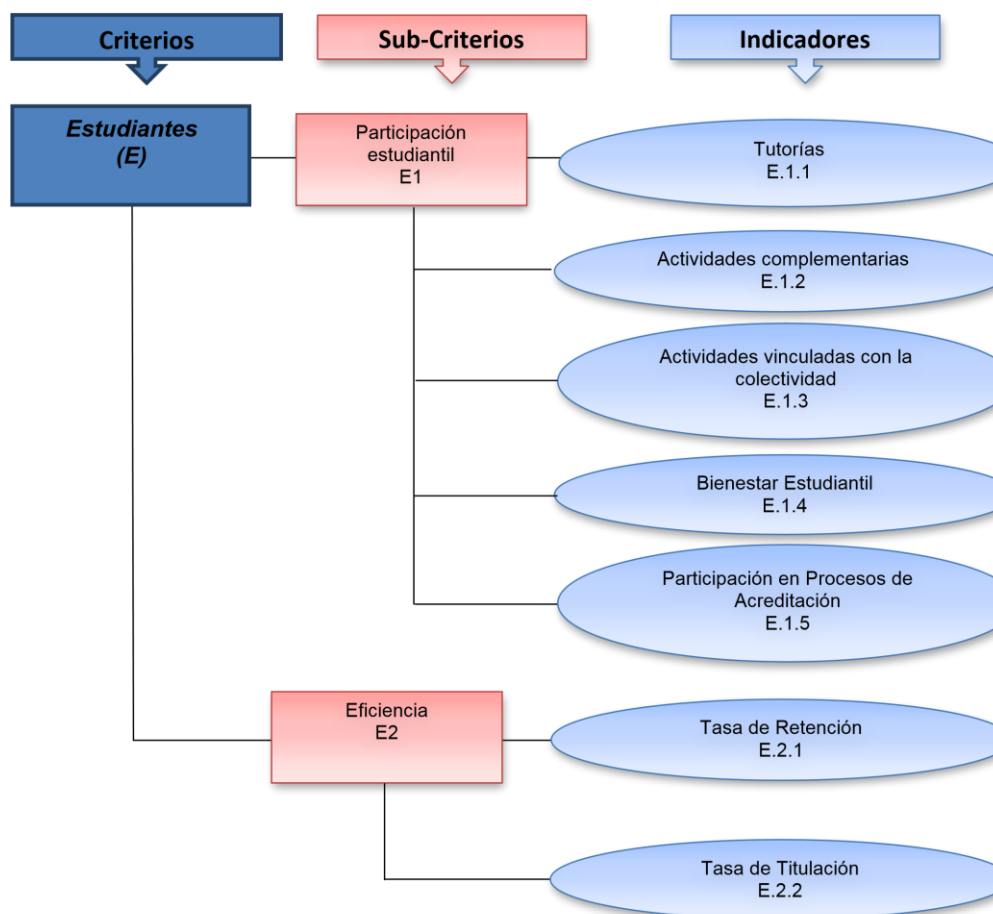 Criterios
Sub-Criterios
Indicadores
Estudiantes
(E)
Participación
estudiantil
E1
Tutorías
E.1.1
Actividades complementarias
E.1.2
Actividades vinculadas con la
colectividad
E.1.3
Bienestar Estudiantil
E.1.4
Participación en Procesos de
Acreditación
E.1.5
Eficiencia
E2
Tasa de Retención
E.2.1
Tasa de Titulación
E.2.2